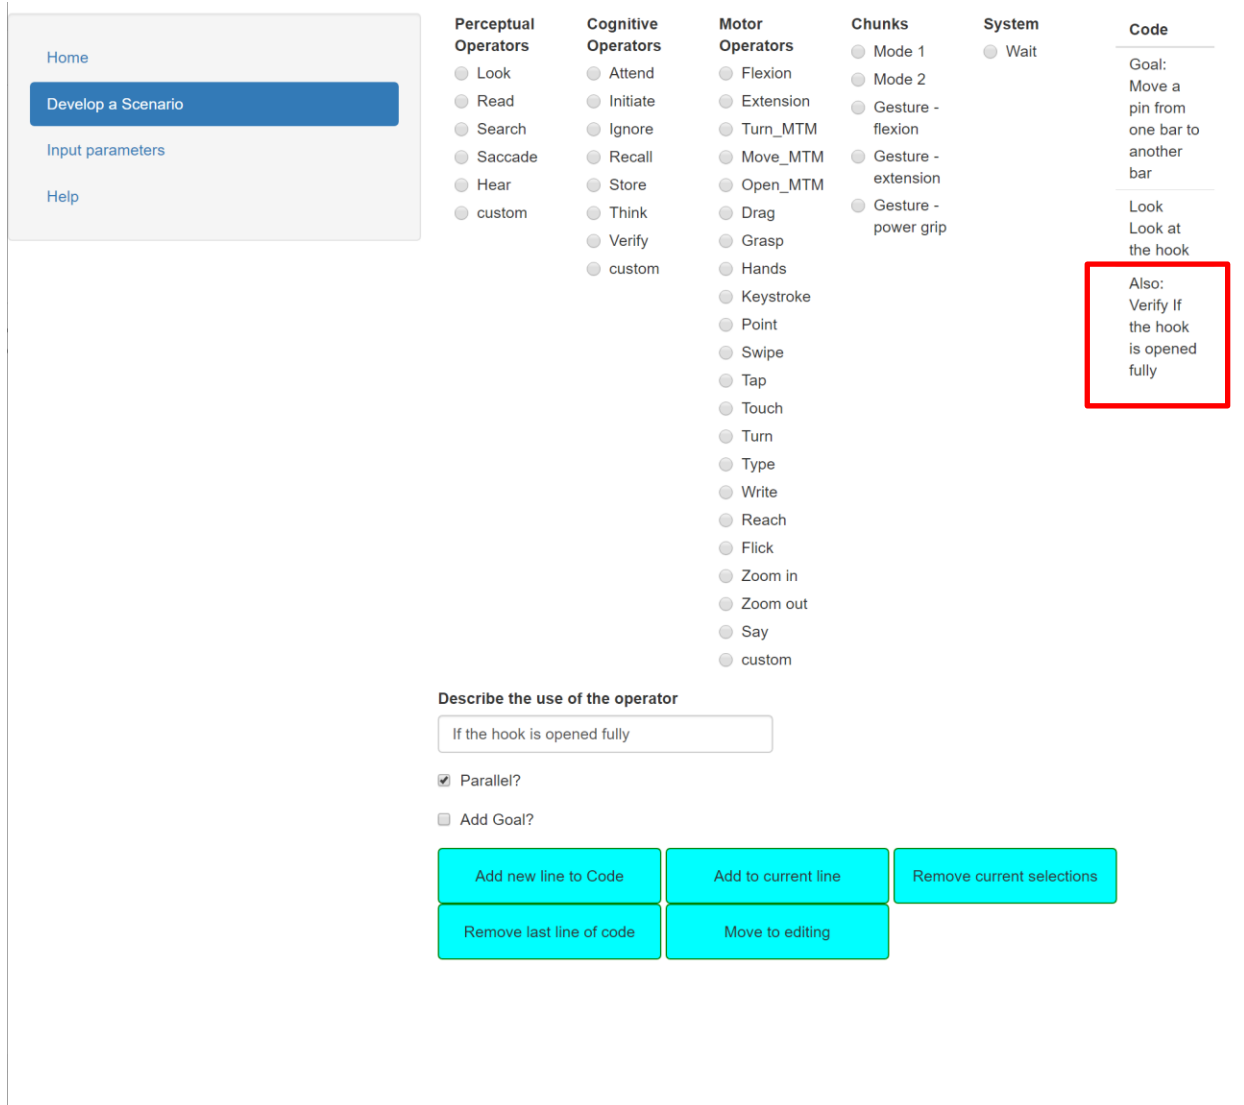 Home
Develop a Scenario
Input parameters
Help
Perceptual
Operators
Look
Read
Search
Saccade
Hear
custom
Cognitive
Operators
Attend
Initiate
Ignore
Recall
Store
Think
Verify
custom
Motor
Operators
Flexion
Extension
Turn_MTM
Move_MTM
Open_MTM
Drag
Grasp
Hands
Keystroke
Point
Swipe
Tap
Touch
Turn
Type
Write
Reach
Flick
Zoom in
Zoom out
Say
custom
Chunks
Mode 1
Mode 2
Gesture -
flexion
Gesture -
extension
Gesture -
power grip
System
Wait
Code
Goal:
Move a
pin from
one bar to
another
bar
Look
Look at
the hook
Also:
Verify If
the hook
is opened
fully
Describe the use of the operator
If the hook is opened fully
Parallel?
Add Goal?
Add new line to Code
Add to current line
Remove current selections
Remove last line of code
Move to editing